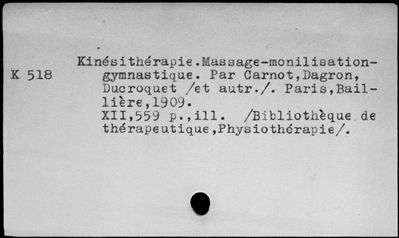 Kinésithérapie.Massage-monilisation-
K 518
gymnastique. Par Carnot,Dagron,
Ducroquet /et autr./. Paris,Bail-
lière,1909.
XII,559 p.,ill. /Bibliothèque de
thérapeutique,Physiothérapie/.